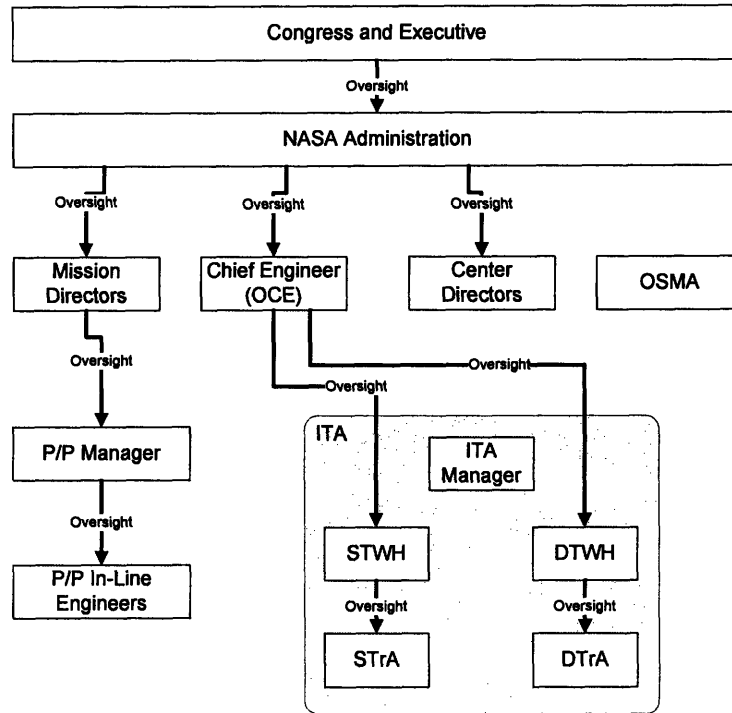 Congress and Executive
Oversight
NASA Administration
Oversight
Oversight
Oversight
Mission
Directors
Chief Engineer
(OCE)
Center
Directors
OSMA
Oversight
Oversight
Oversight
ITA
ITA
Manager
P/P Manager
Oversight
STWH
DTWH
P/P In-Line
Engineers
Oversight
Oversight
STrA
DTrA